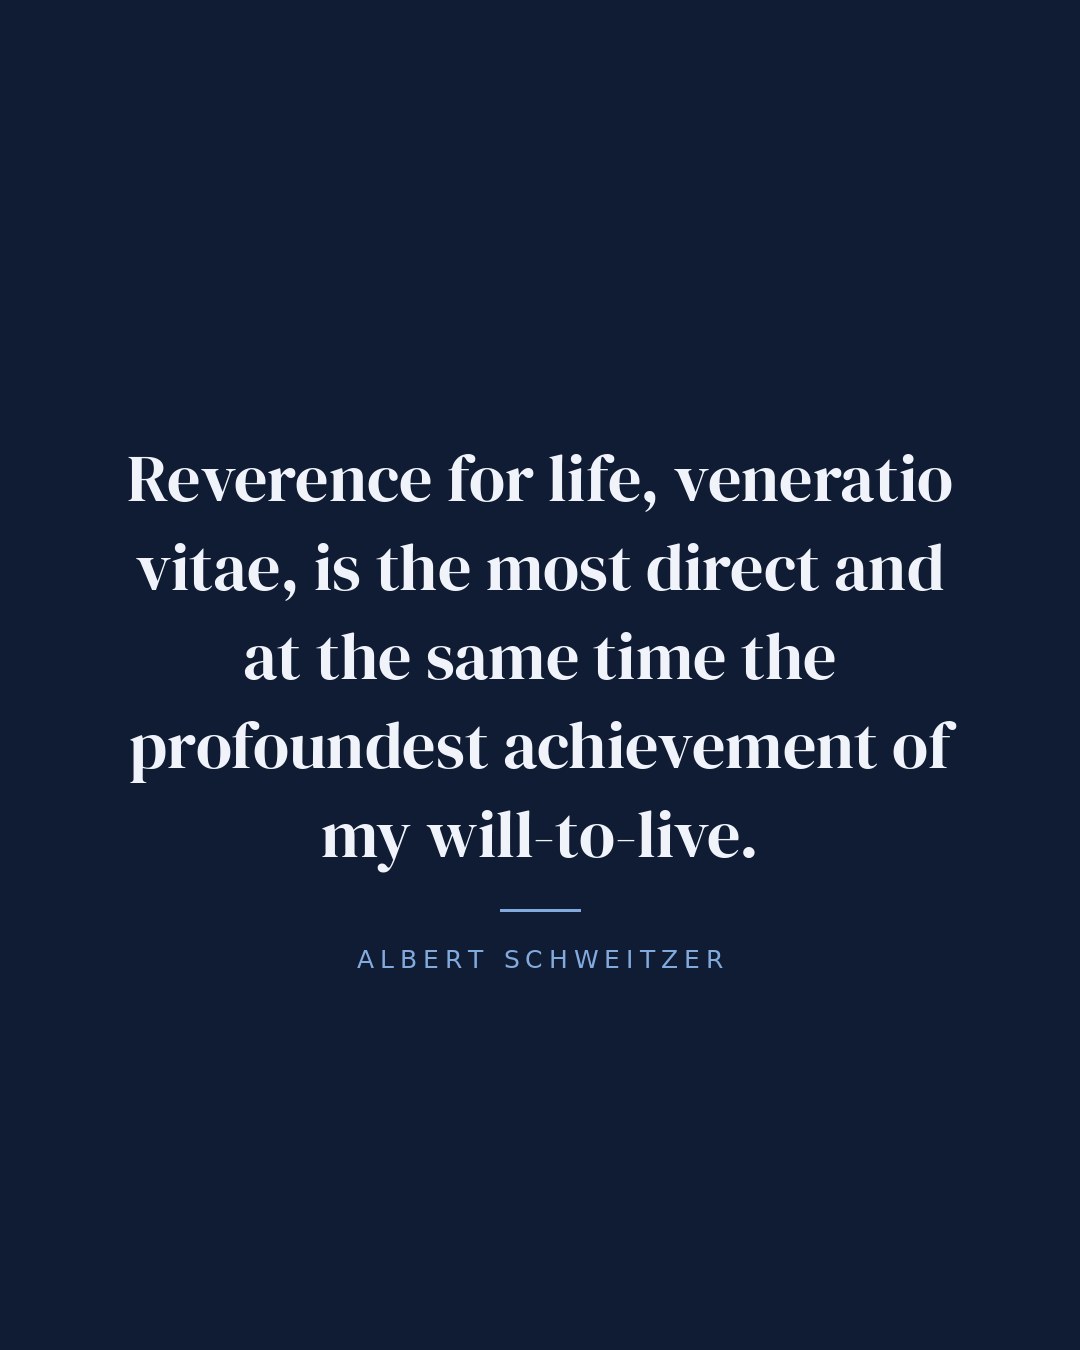 Reverence for life, veneratio
vitae, is the most direct and
at the same time the
profoundest achievement of
my will-to-live.
ALBERT SCHWEITZER